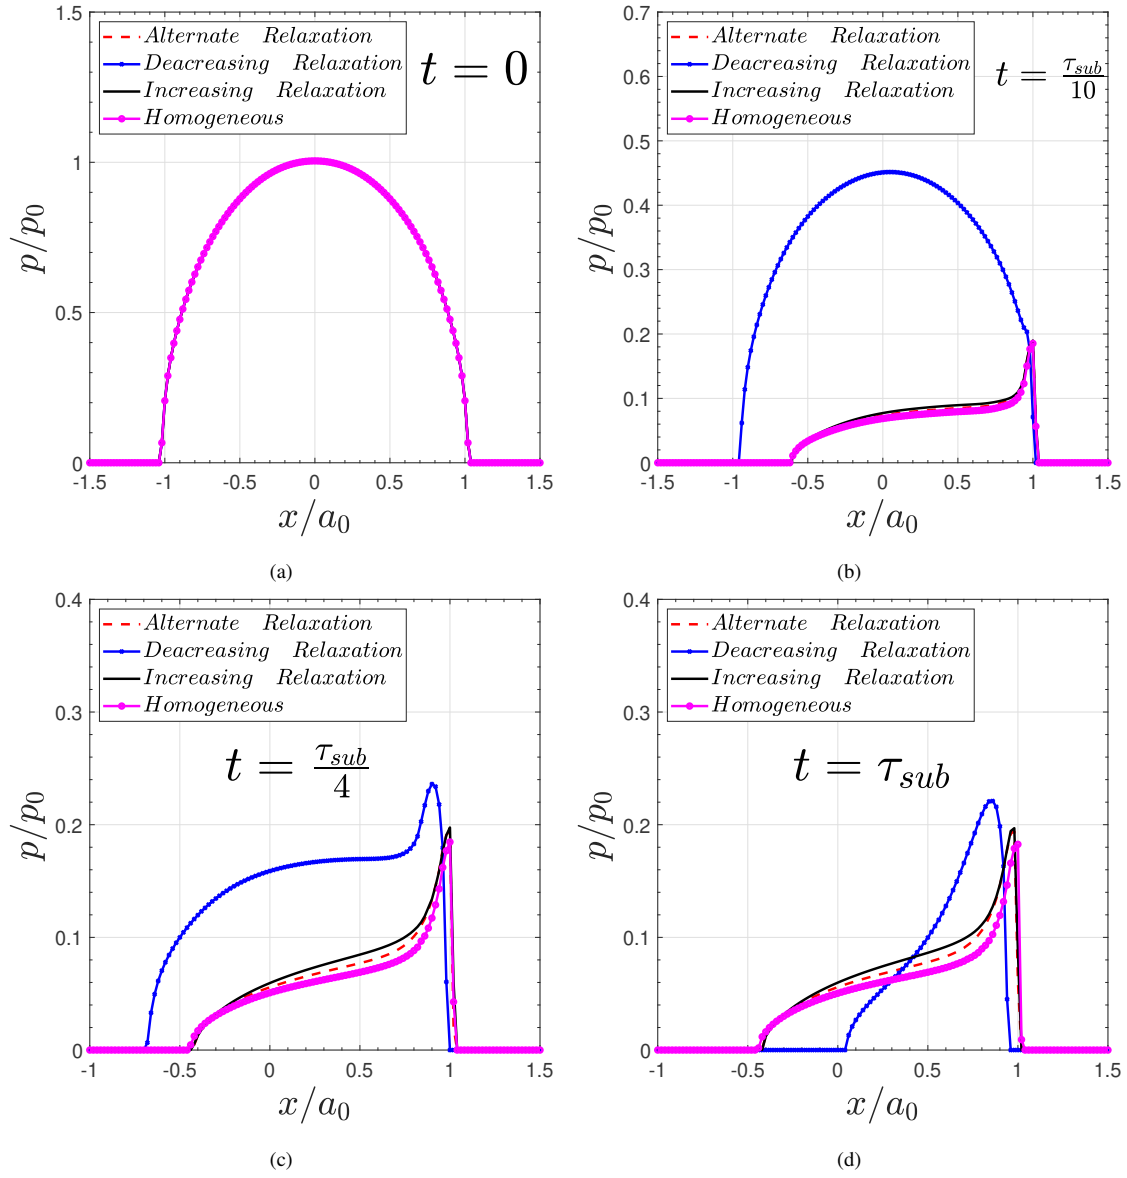 1.5
1
0.5
0
-1.5 -1 -0.5 0 0.5 1 1.5
p/p₀
x/a₀
Alternate Relaxation
Deacreasing Relaxation
Increasing Relaxation
Homogeneous
t = 0
(a)
0.7
0.6
0.5
0.4
0.3
0.2
0.1
0
-1.5 -1 -0.5 0 0.5 1 1.5
p/p₀
x/a₀
Alternate Relaxation
Deacreasing Relaxation
Increasing Relaxation
Homogeneous
t = τ_sub/10
(b)
0.4
0.3
0.2
0.1
0
-1 -0.5 0 0.5 1 1.5
p/p₀
x/a₀
Alternate Relaxation
Deacreasing Relaxation
Increasing Relaxation
Homogeneous
t = τ_sub/4
(c)
0.4
0.3
0.2
0.1
0
-1 -0.5 0 0.5 1 1.5
p/p₀
x/a₀
Alternate Relaxation
Deacreasing Relaxation
Increasing Relaxation
Homogeneous
t = τ_sub
(d)